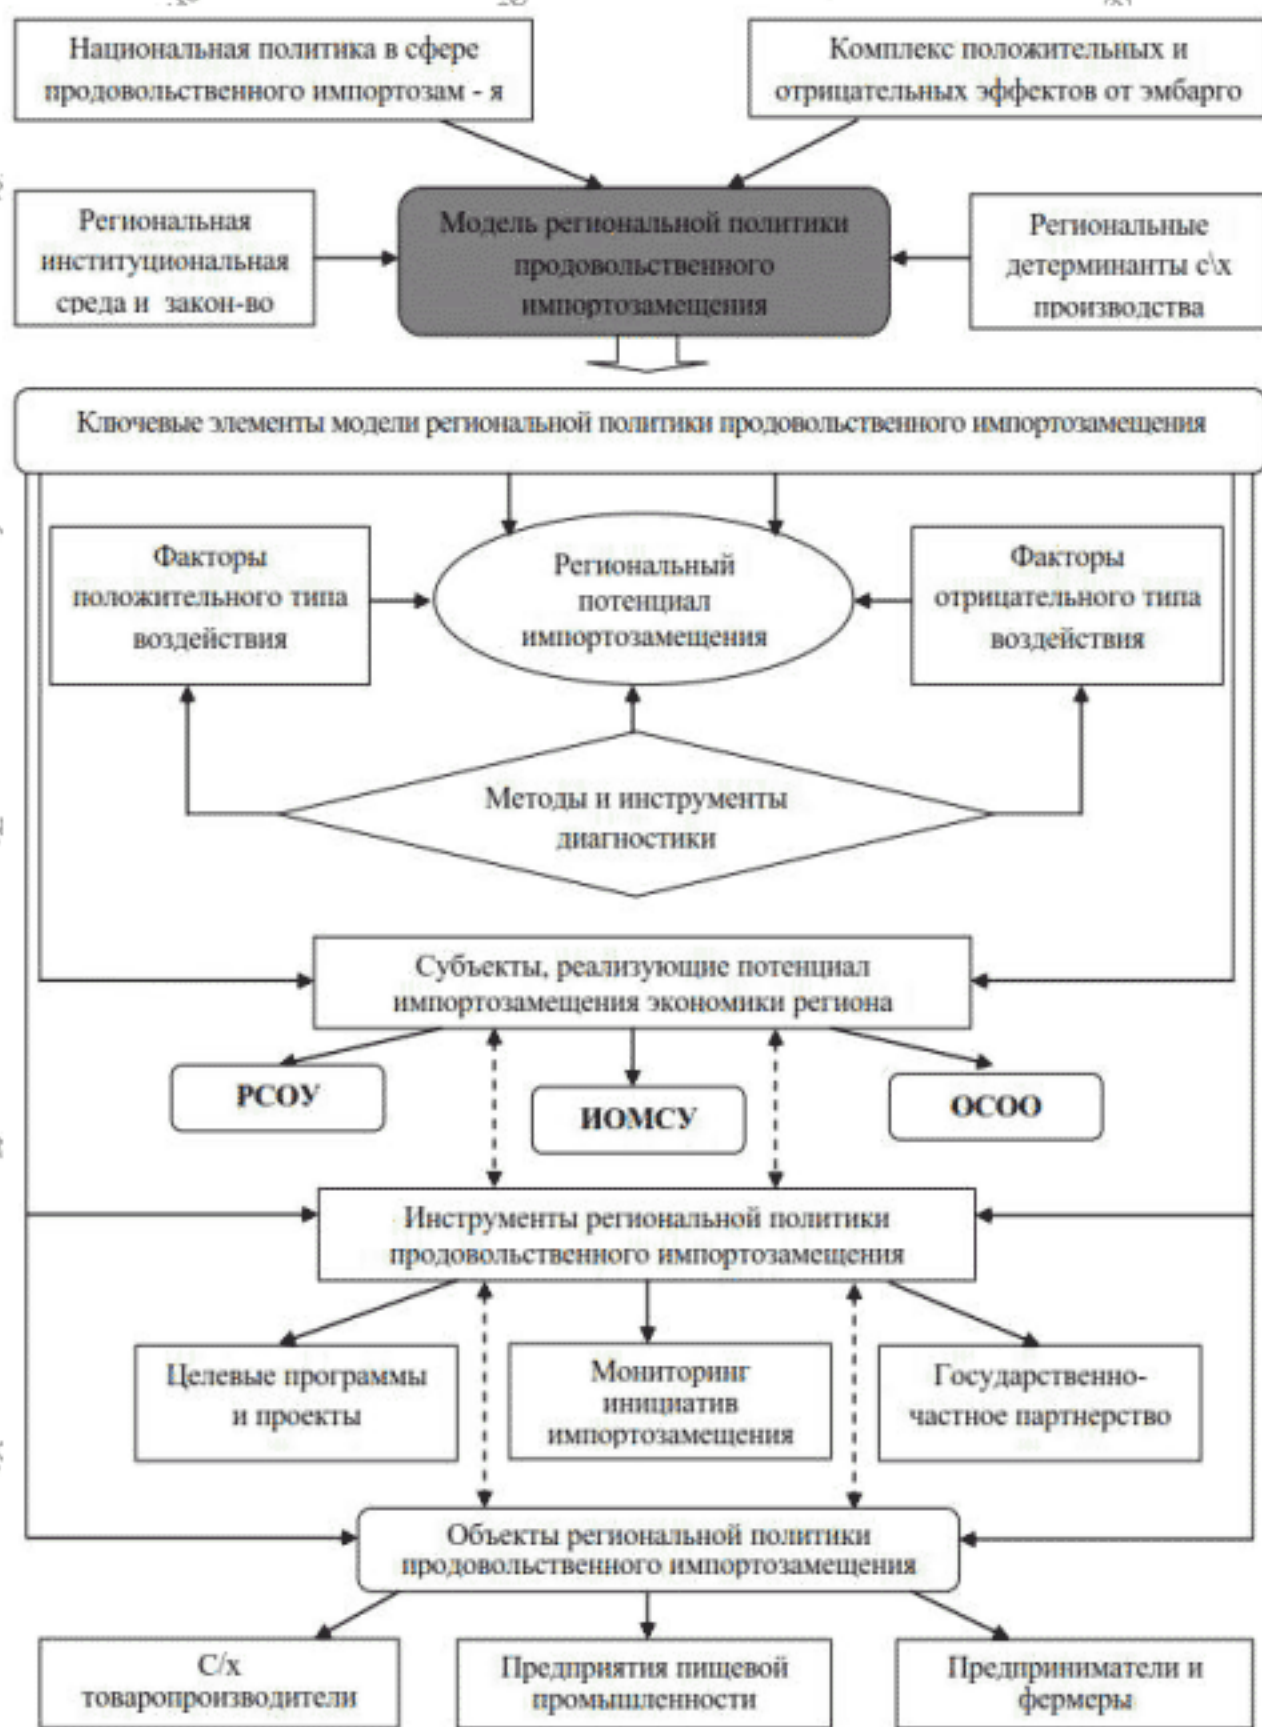 Национальная политика в сфере
продовольственного импортозам - я
Комплекс положительных и
отрицательных эффектов от эмбарго
Региональная
институциональная
среда и закон-во
Модель региональной политики
продовольственного
импортозамещения
Региональные
детерминанты с\х
производства
Ключевые элементы модели региональной политики продовольственного импортозамещения
Факторы
положительного типа
воздействия
Региональный
потенциал
импортозамещения
Факторы
отрицательного типа
воздействия
Методы и инструменты
диагностики
Субъекты, реализующие потенциал
импортозамещения экономики региона
РСОУ
ИОМСУ
ОСОО
Инструменты региональной политики
продовольственного импортозамещения
Целевые программы
и проекты
Мониторинг
инициатив
импортозамещения
Государственно-
частное партнерство
Объекты региональной политики
продовольственного импортозамещения
С/х
товаропроизводители
Предприятия пищевой
промышленности
Предприниматели и
фермеры